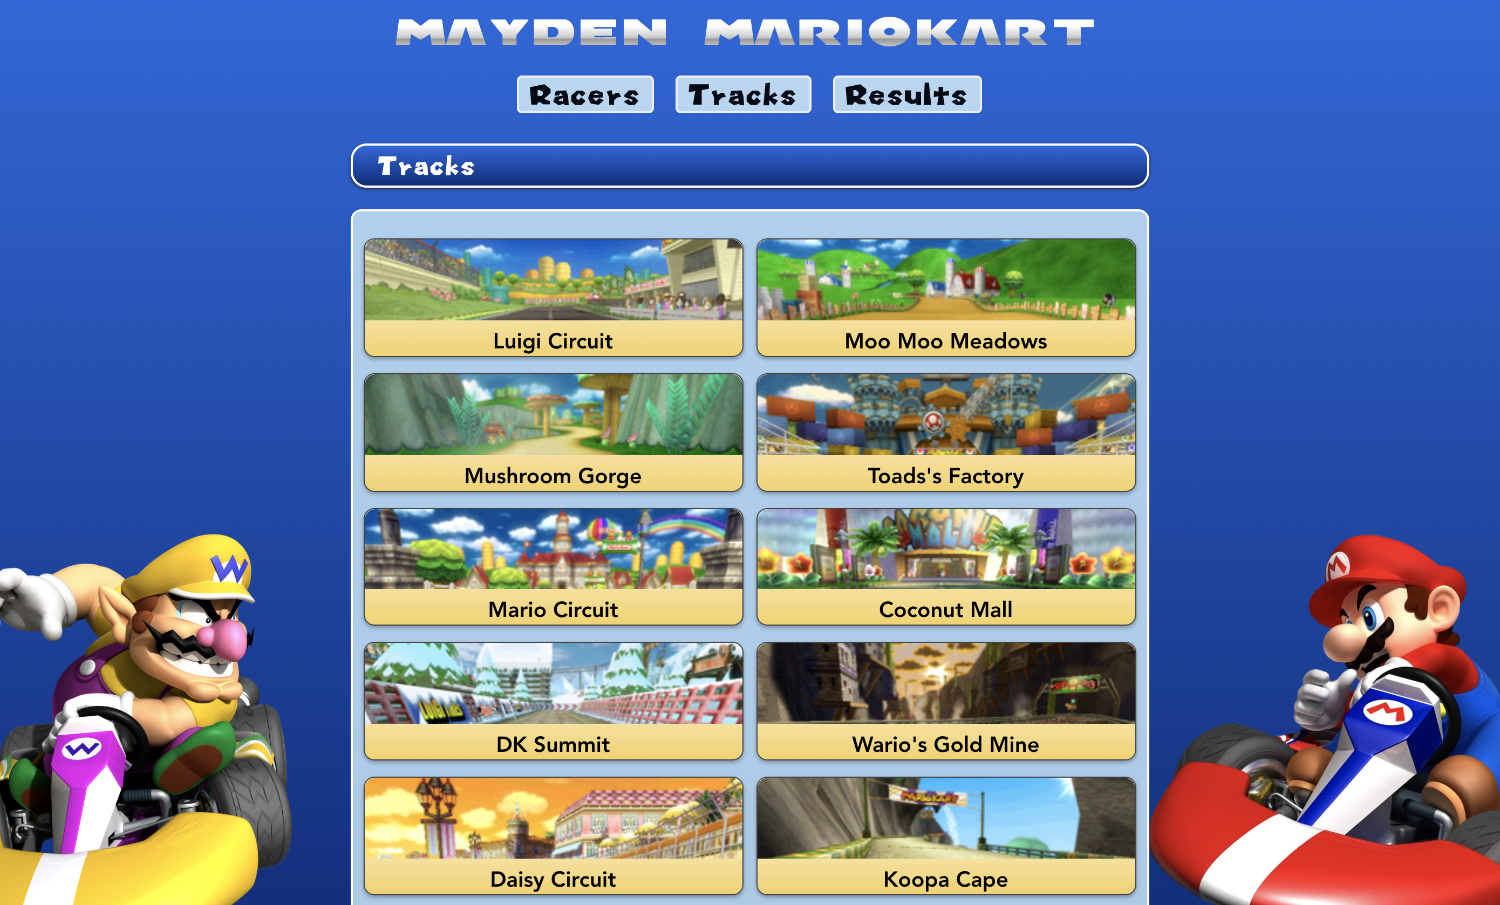 MAYDEN MARIOKART
Racers Tracks Results
Tracks
Luigi Circuit
Moo Moo Meadows
Mushroom Gorge
Toads's Factory
Mario Circuit
Coconut Mall
DK Summit
Wario's Gold Mine
Daisy Circuit
Koopa Cape
W
W
M
M